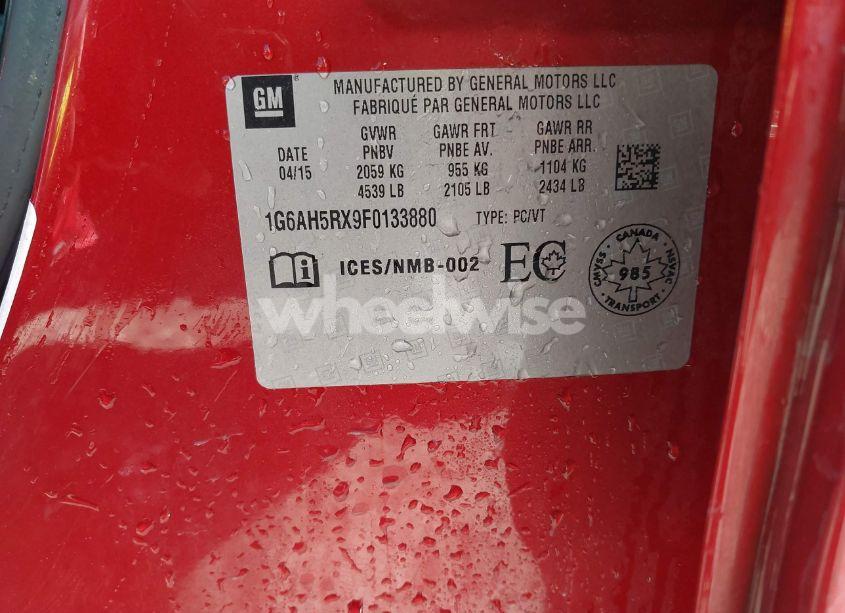 GM
MANUFACTURED BY GENERAL MOTORS LLC
FABRIQUÉ PAR GENERAL MOTORS LLC
DATE
04/15
GVWR
PNBV
2059 KG
4539 LB
GAWR FRT
PNBE AV.
955 KG
2105 LB
GAWR RR
PNBE ARR.
1104 KG
2434 LB
1G6AH5RX9F0133880 TYPE: PC/VT
i ICES/NMB-002 EC
CANADA
CMVSS 985 NSVAC
TRANSPORT
wheelwise